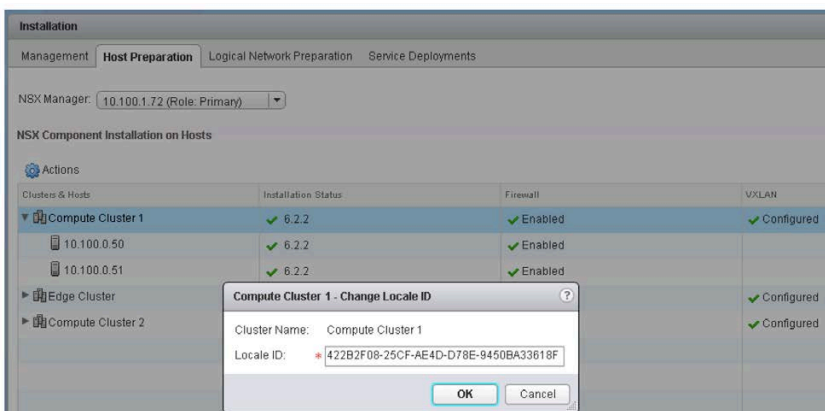 Installation
Management Host Preparation Logical Network Preparation Service Deployments
NSX Manager: 10.100.1.72 (Role: Primary)
NSX Component Installation on Hosts
Actions
Clusters & Hosts Installation Status Firewall VXLAN
Compute Cluster 1 6.2.2 Enabled Configured
10.100.0.50 6.2.2 Enabled
10.100.0.51 6.2.2 Enabled
Edge Cluster Configured
Compute Cluster 2 Configured
Compute Cluster 1 - Change Locale ID ?
Cluster Name: Compute Cluster 1
Locale ID: * 422B2F08-25CF-AE4D-D78E-9450BA33618F
OK Cancel